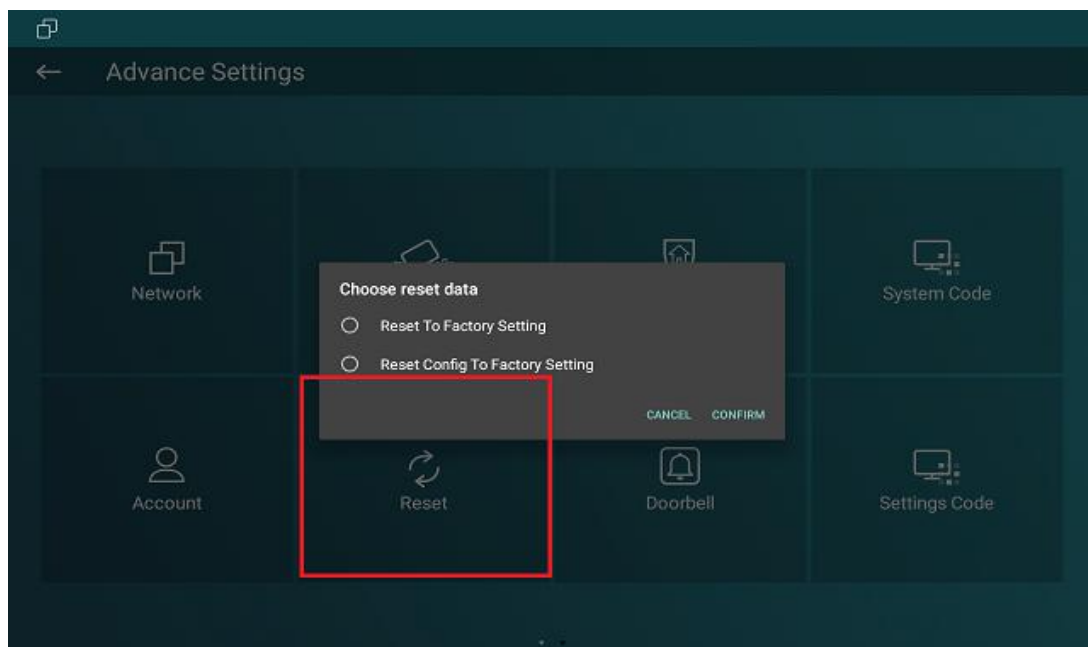 Advance Settings
Network
System Code
Choose reset data
Reset To Factory Setting
Reset Config To Factory Setting
CANCEL CONFIRM
Account
Reset
Doorbell
Settings Code